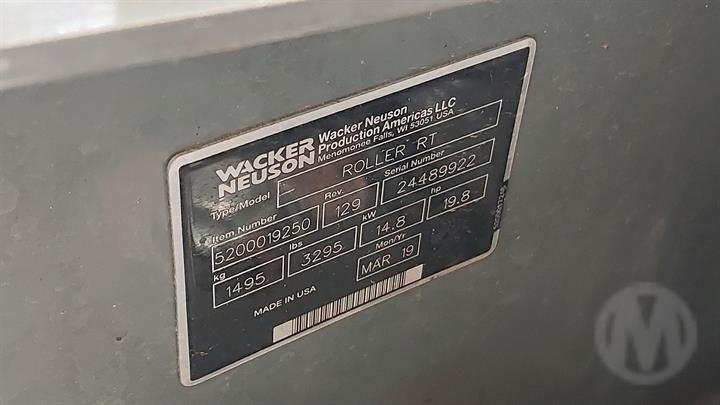 WACKER
NEUSON
Wacker Neuson
Production Americas LLC
Menomonee Falls, WI 53051 USA
Type/Model
ROLLER RT
Item Number Rev. Serial Number
5200019250 129 24489922
kg lbs kW hp
1495 3295 14.8 19.8
Mon/Yr
MAR 19
MADE IN USA
M